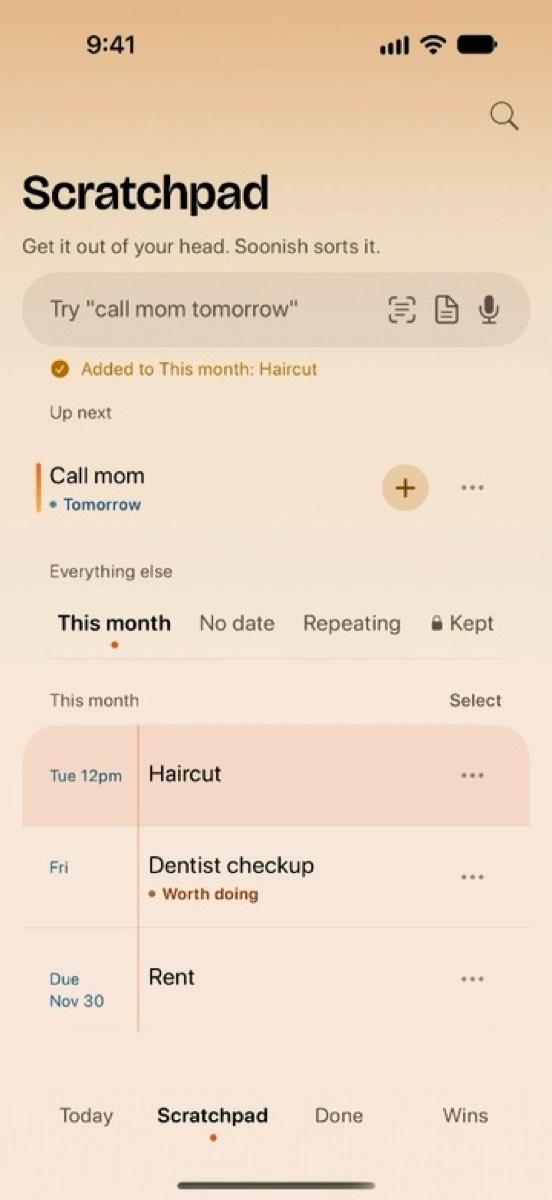 9:41
Scratchpad
Get it out of your head. Soonish sorts it.
Try "call mom tomorrow"
Added to This month: Haircut
Up next
Call mom
Tomorrow
Everything else
This month No date Repeating Kept
This month Select
Tue 12pm Haircut
Fri Dentist checkup
Worth doing
Due Rent
Nov 30
Today Scratchpad Done Wins